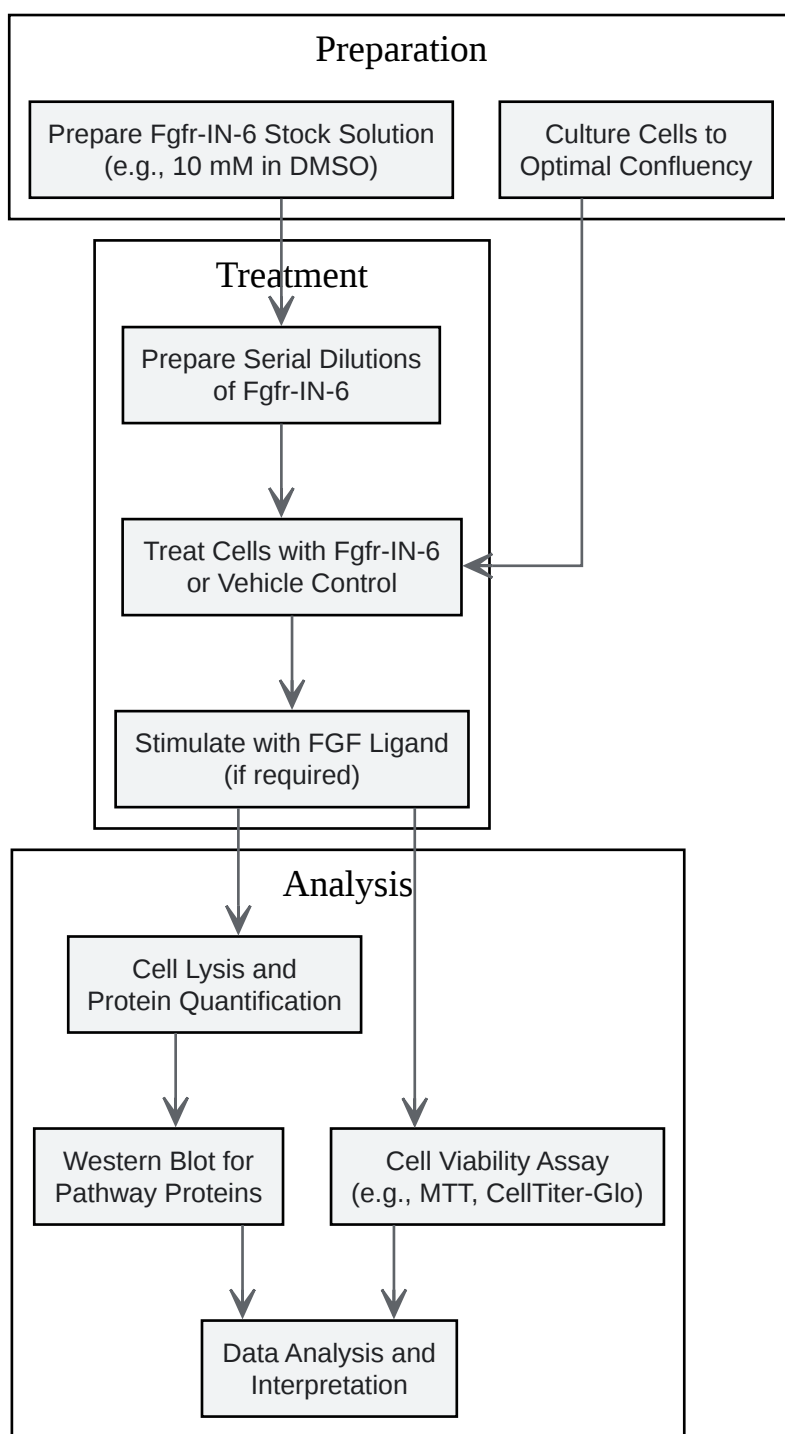 Preparation
Prepare Fgfr-IN-6 Stock Solution
(e.g., 10 mM in DMSO)
Culture Cells to
Optimal Confluency
Treatment
Prepare Serial Dilutions
of Fgfr-IN-6
Treat Cells with Fgfr-IN-6
or Vehicle Control
Stimulate with FGF Ligand
(if required)
Analysis
Cell Lysis and
Protein Quantification
Western Blot for
Pathway Proteins
Cell Viability Assay
(e.g., MTT, CellTiter-Glo)
Data Analysis and
Interpretation